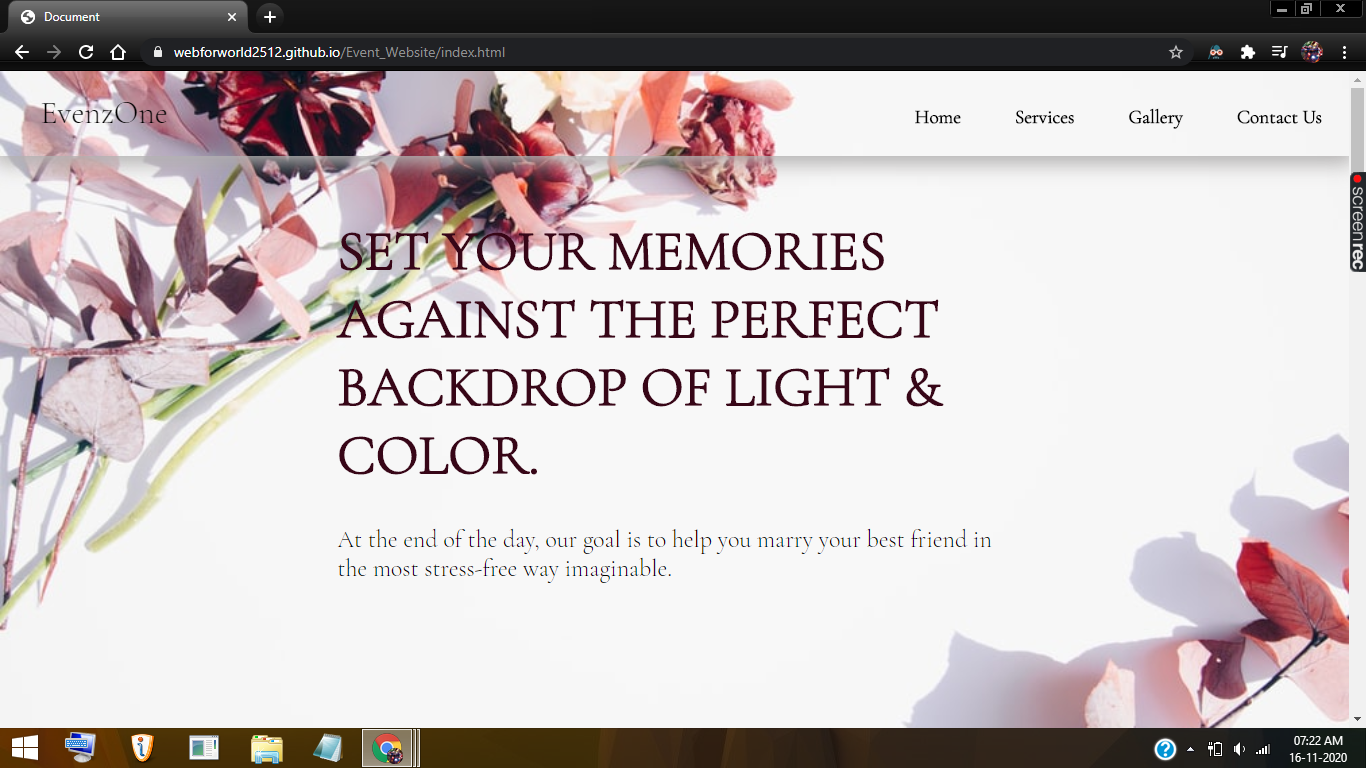 Document
webforworld2512.github.io/Event_Website/index.html
EvenzOne
Home
Services
Gallery
Contact Us
screenrec
SET YOUR MEMORIES
AGAINST THE PERFECT
BACKDROP OF LIGHT &
COLOR.
At the end of the day, our goal is to help you marry your best friend in
the most stress-free way imaginable.
07:22 AM
16-11-2020